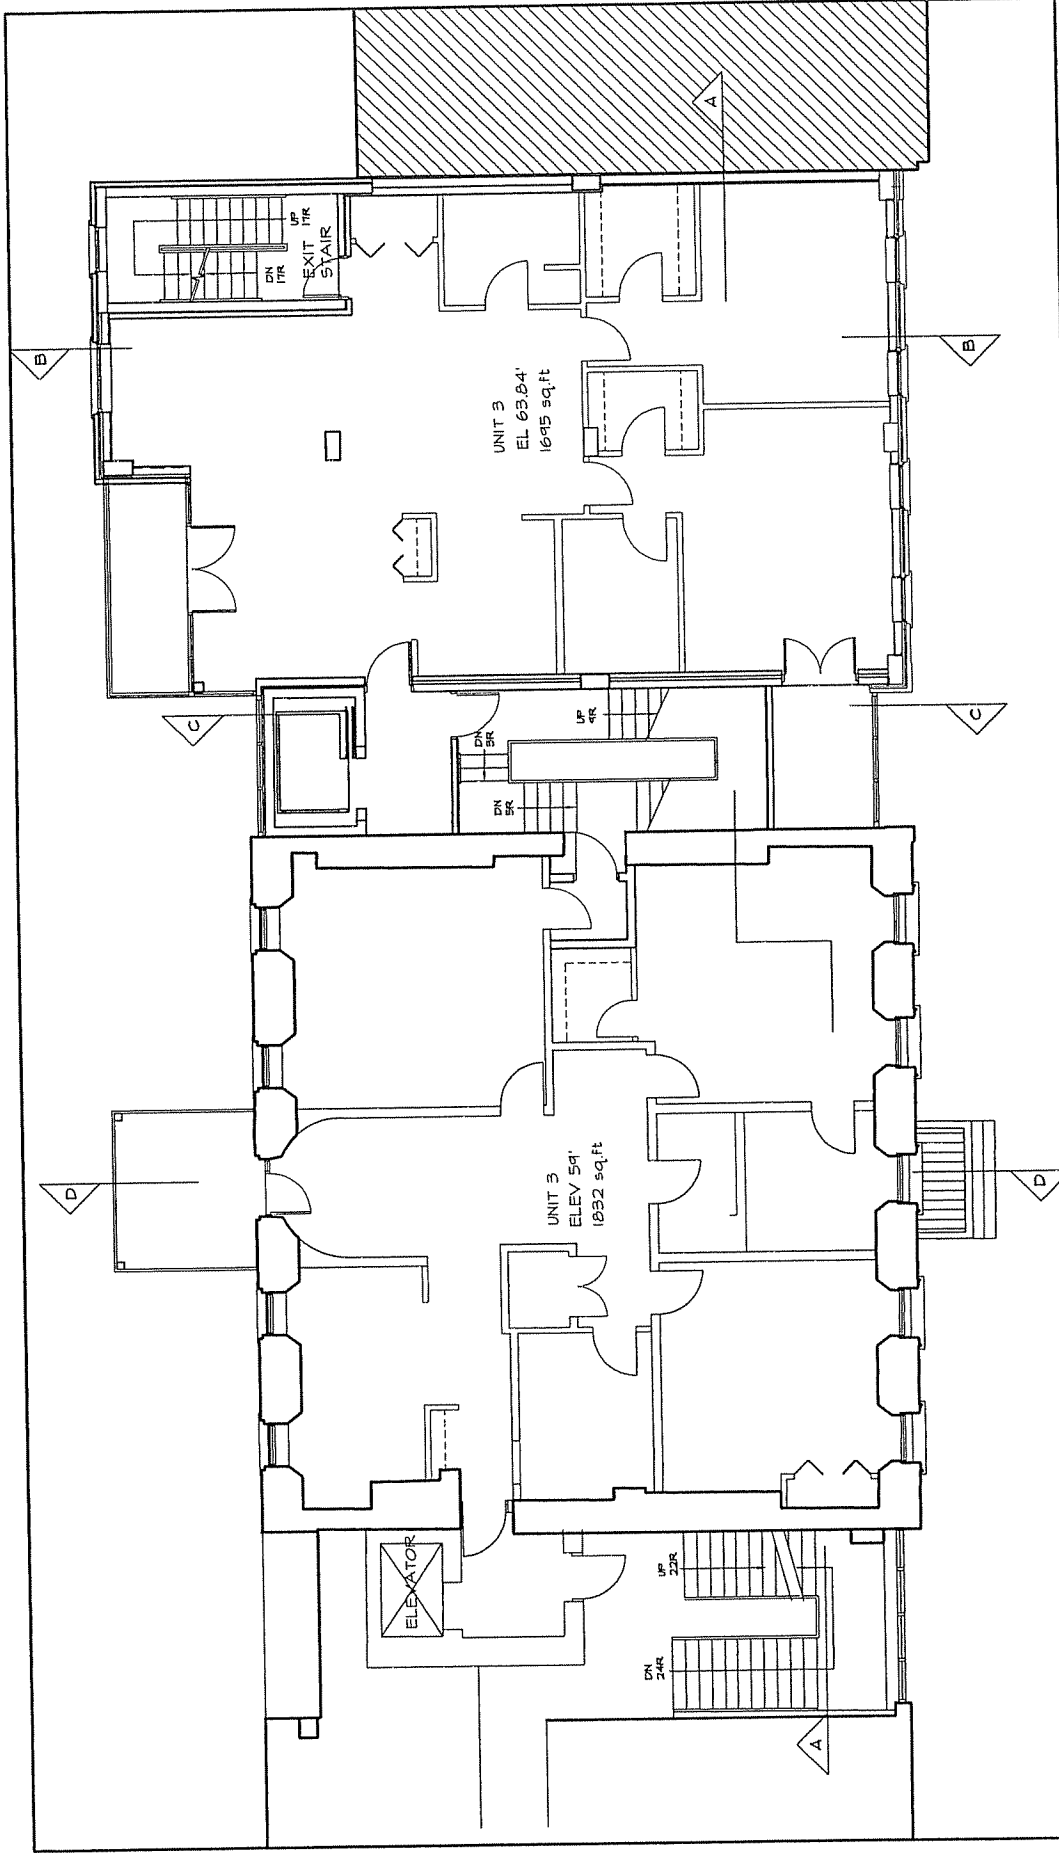 A
UP
17R
DN
17R
EXIT
STAIR
B
B
UNIT 3
EL 63.84'
1695 sq.ft
C
C
UP
9R
DN
3R
DN
5R
D
D
UNIT 3
ELEV 59'
1832 sq.ft
ELEVATOR
UP
22R
DN
24R
A